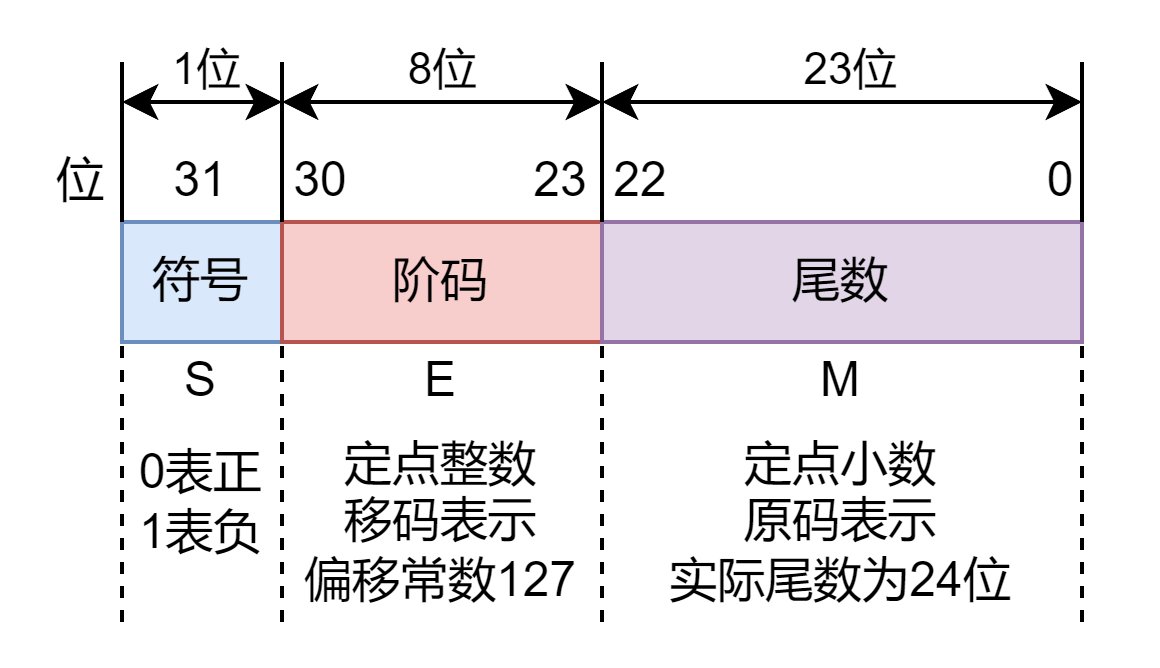 1位 8位 23位
位 31 30 23 22 0
符号 阶码 尾数
S E M
0表正
1表负
定点整数
移码表示
偏移常数127
定点小数
原码表示
实际尾数为24位